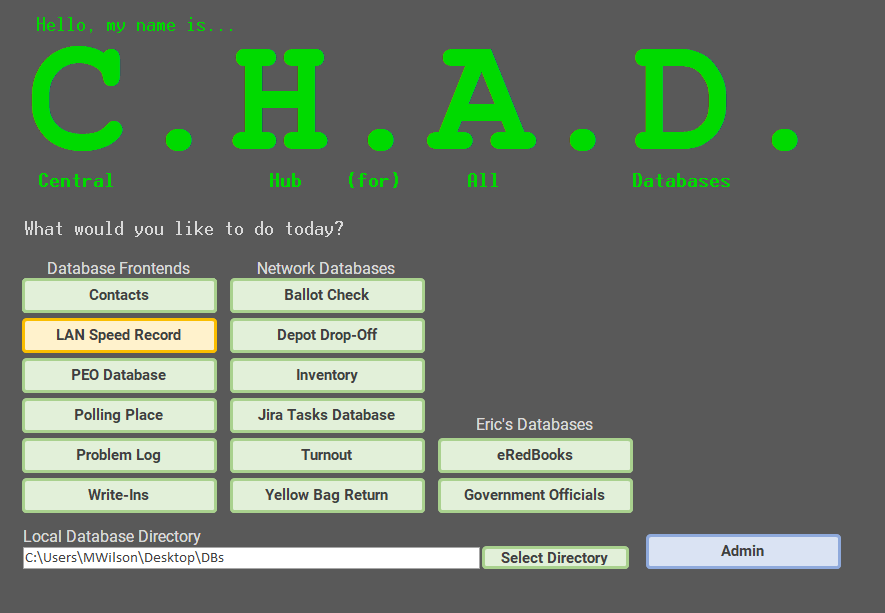 Hello, my name is...
C.H.A.D.
Central Hub (for) All Databases
What would you like to do today?
Database Frontends
Contacts
LAN Speed Record
PEO Database
Polling Place
Problem Log
Write-Ins
Network Databases
Ballot Check
Depot Drop-Off
Inventory
Jira Tasks Database
Turnout
Yellow Bag Return
Eric's Databases
eRedBooks
Government Officials
Local Database Directory
C:\Users\MWilson\Desktop\DBs
Select Directory
Admin